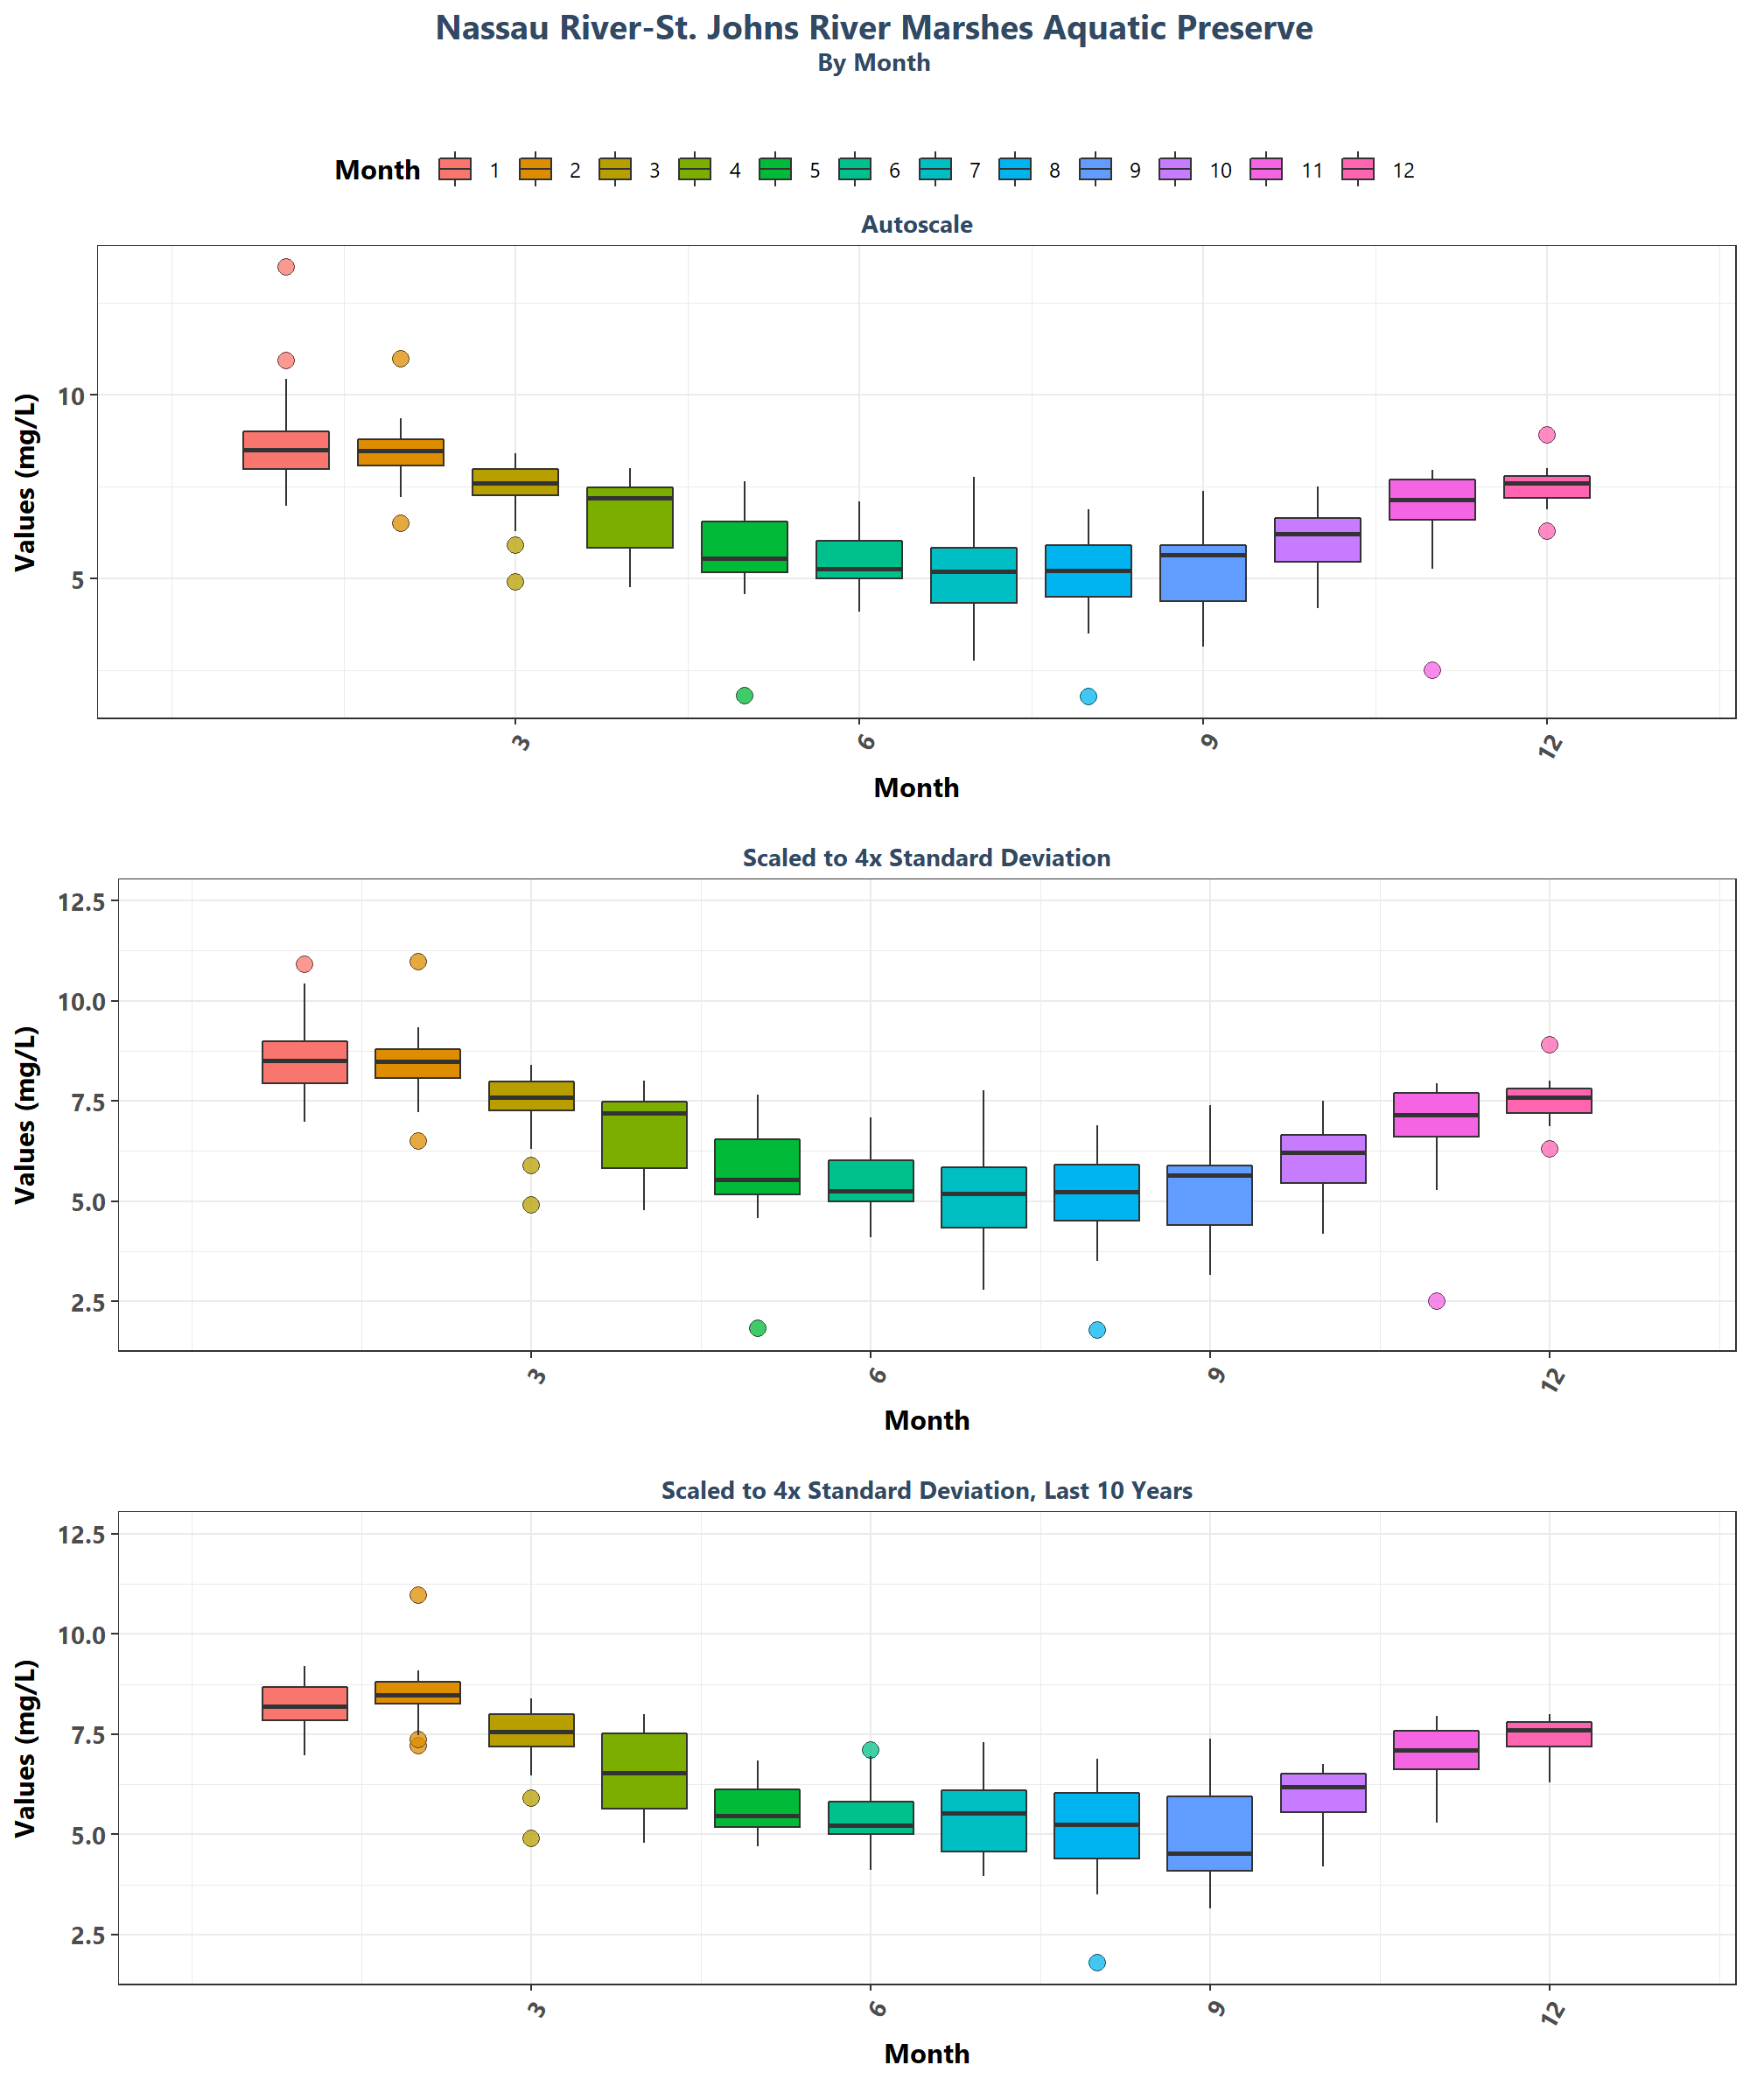 Nassau River-St. Johns River Marshes Aquatic Preserve
By Month
Month 1 2 3 4 5 6 7 8 9 10 11 12
Autoscale
Values (mg/L)
10
5
3 6 9 12
Month
Scaled to 4x Standard Deviation
Values (mg/L)
12.5
10.0
7.5
5.0
2.5
3 6 9 12
Month
Scaled to 4x Standard Deviation, Last 10 Years
Values (mg/L)
12.5
10.0
7.5
5.0
2.5
3 6 9 12
Month